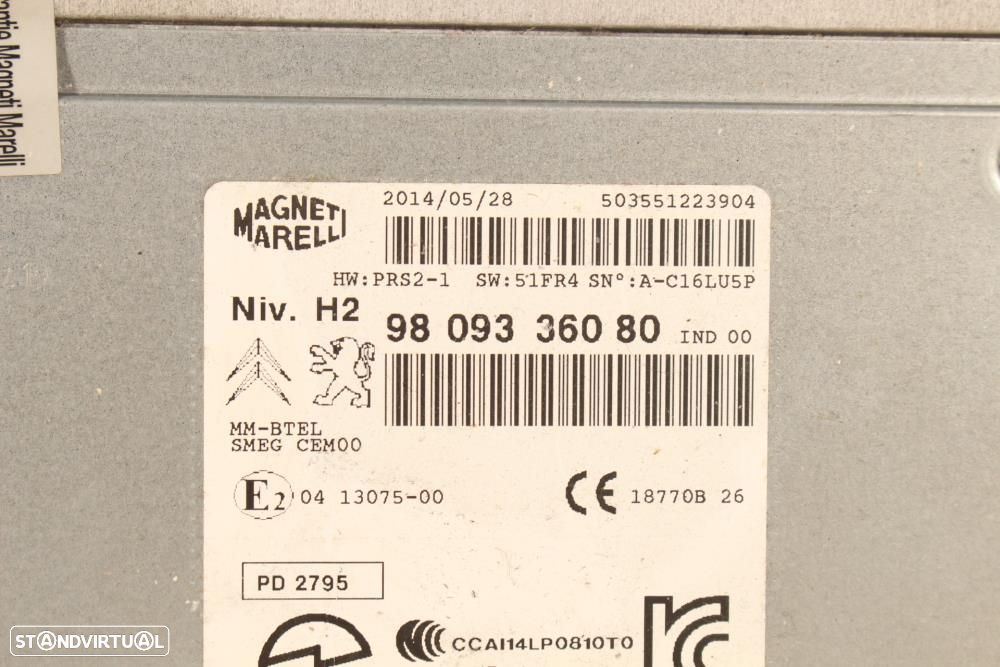 antie Magneti Marelli
MAGNETI
MARELLI
2014/05/28 503551223904
HW:PRS2-1 SW:51FR4 SN°:A-C16LU5P
Niv. H2
98 093 360 80 IND 00
MM-BTEL
SMEG CEM00
E2 04 13075-00
CE 18770B 26
PD 2795
CCAI14LP0810T0
STANDVIRTUAL